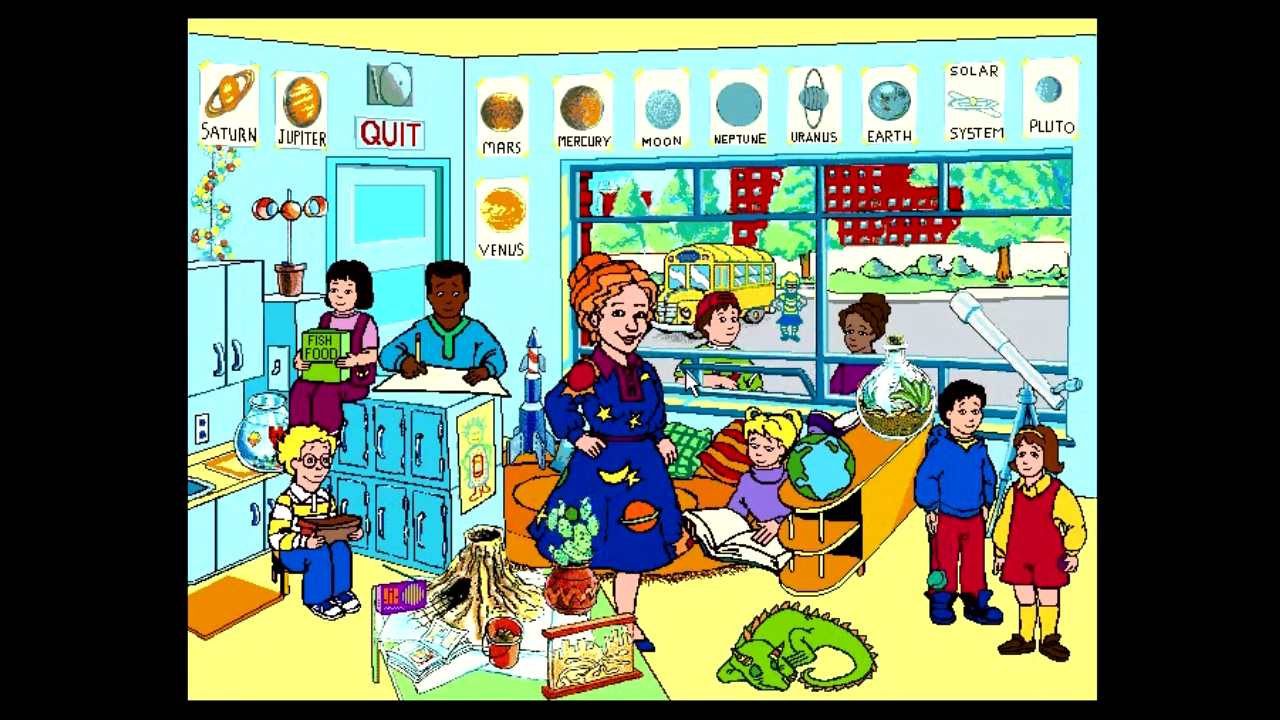 SATURN
JUPITER
QUIT
MARS
MERCURY
MOON
NEPTUNE
URANUS
EARTH
SOLAR
SYSTEM
PLUTO
VENUS
FISH
FOOD